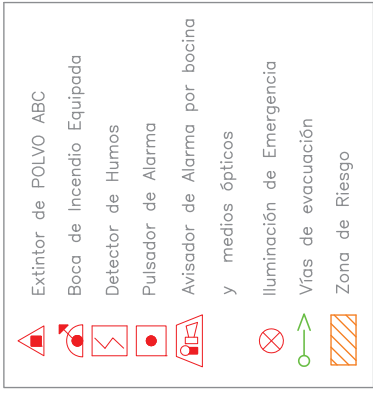 Extintor de POLVO ABC
Boca de Incendio Equipada
Detector de Humos
Pulsador de Alarma
Avisador de Alarma por bocina
y medios ópticos
Iluminación de Emergencia
Vías de evacuación
Zona de Riesgo